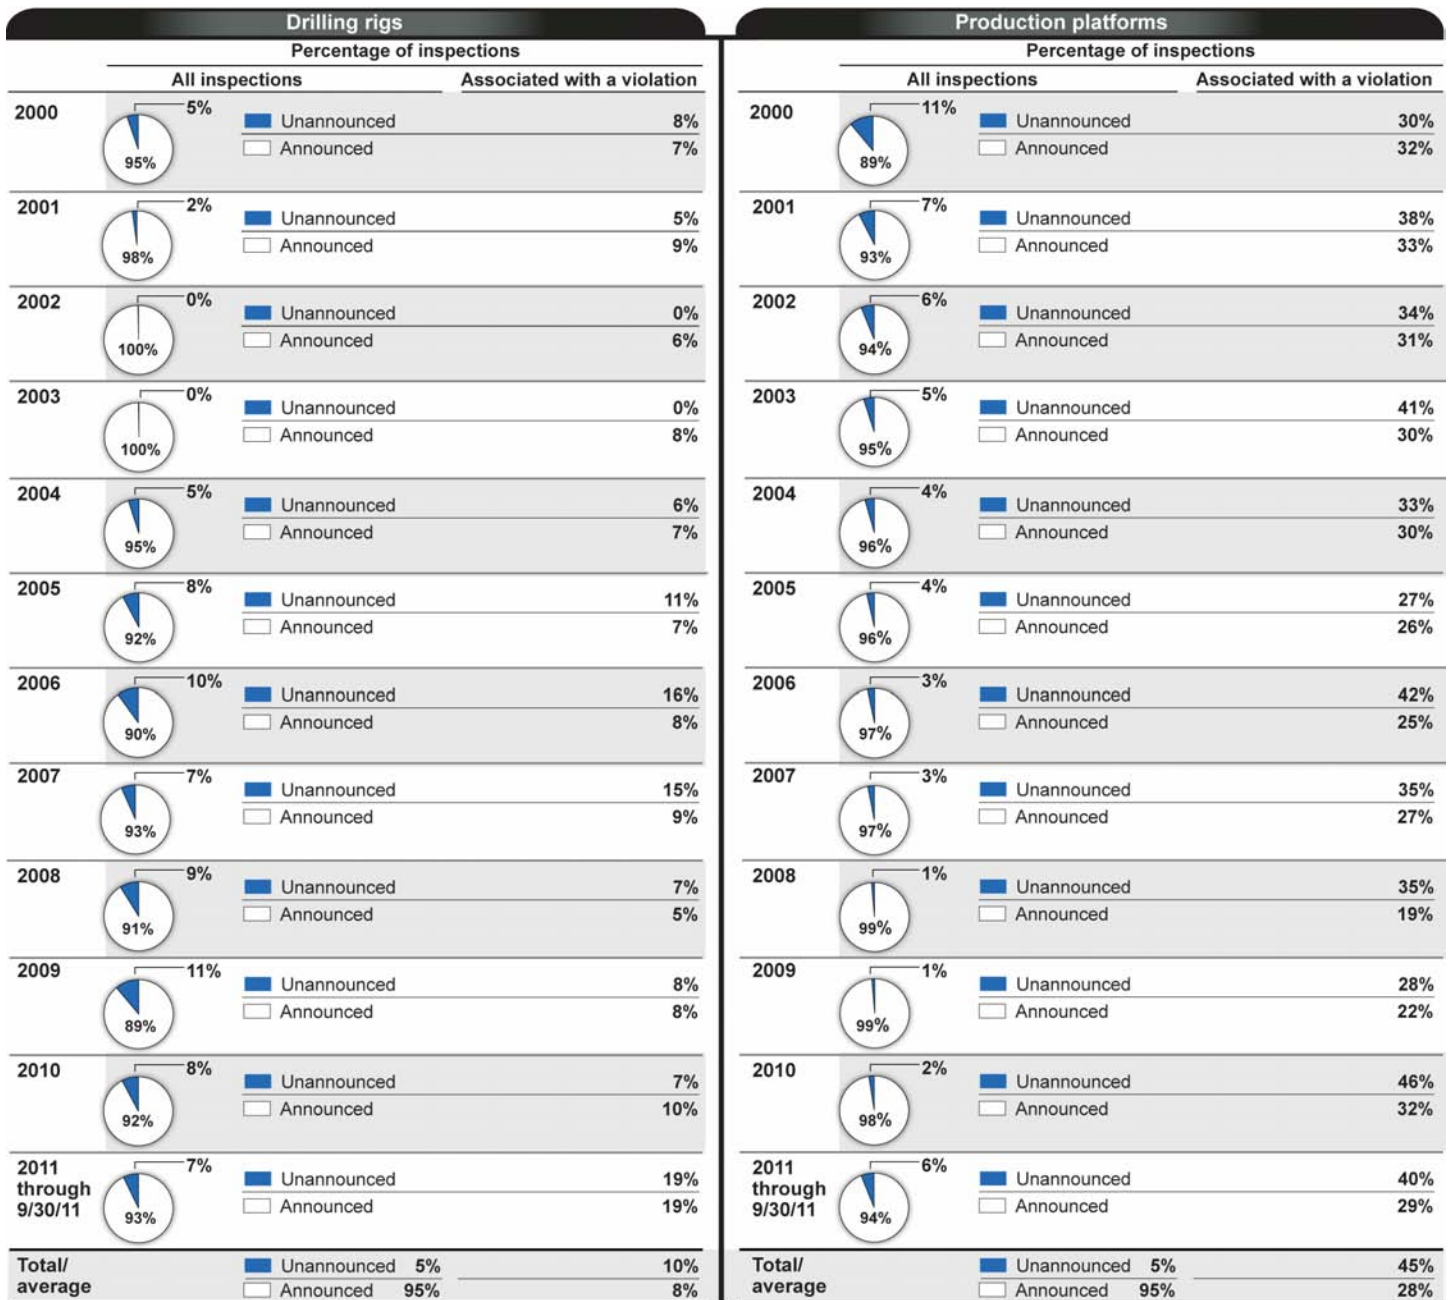 Drilling rigs
Percentage of inspections
All inspections Associated with a violation
2000 5% Unannounced 8%
95% Announced 7%
2001 2% Unannounced 5%
98% Announced 9%
2002 0% Unannounced 0%
100% Announced 6%
2003 0% Unannounced 0%
100% Announced 8%
2004 5% Unannounced 6%
95% Announced 7%
2005 8% Unannounced 11%
92% Announced 7%
2006 10% Unannounced 16%
90% Announced 8%
2007 7% Unannounced 15%
93% Announced 9%
2008 9% Unannounced 7%
91% Announced 5%
2009 11% Unannounced 8%
89% Announced 8%
2010 8% Unannounced 7%
92% Announced 10%
2011 7% Unannounced 19%
through
9/30/11 93% Announced 19%
Total/ Unannounced 5% 10%
average Announced 95% 8%
Production platforms
Percentage of inspections
All inspections Associated with a violation
2000 11% Unannounced 30%
89% Announced 32%
2001 7% Unannounced 38%
93% Announced 33%
2002 6% Unannounced 34%
94% Announced 31%
2003 5% Unannounced 41%
95% Announced 30%
2004 4% Unannounced 33%
96% Announced 30%
2005 4% Unannounced 27%
96% Announced 26%
2006 3% Unannounced 42%
97% Announced 25%
2007 3% Unannounced 35%
97% Announced 27%
2008 1% Unannounced 35%
99% Announced 19%
2009 1% Unannounced 28%
99% Announced 22%
2010 2% Unannounced 46%
98% Announced 32%
2011 6% Unannounced 40%
through
9/30/11 94% Announced 29%
Total/ Unannounced 5% 45%
average Announced 95% 28%